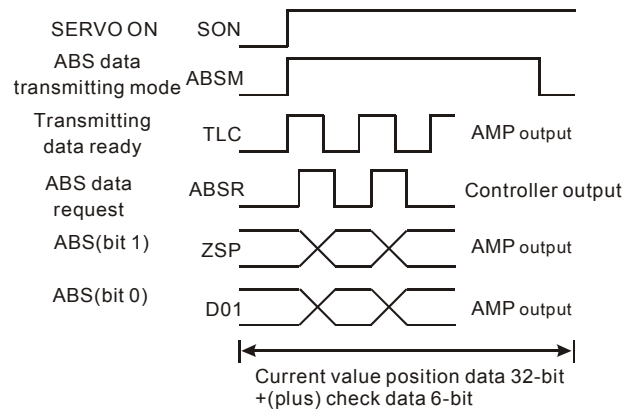 SERVO ON SON
ABS data
transmitting mode ABSM
Transmitting
data ready TLC AMP output
ABS data
request ABSR Controller output
ABS(bit 1) ZSP AMP output
ABS(bit 0) D01 AMP output
Current value position data 32-bit
+(plus) check data 6-bit